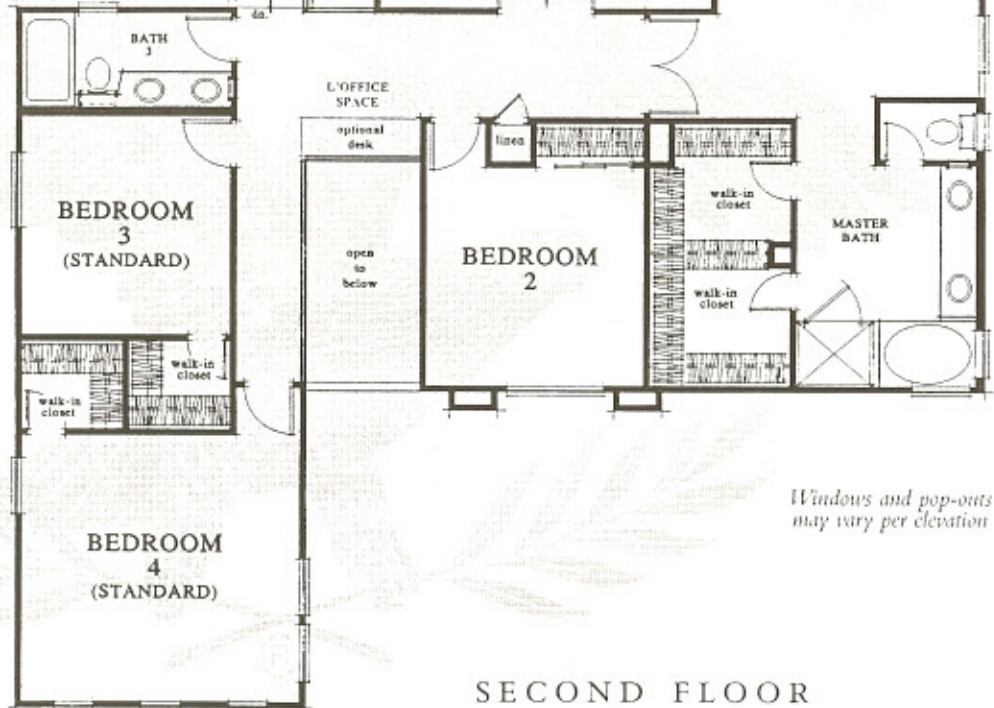 dn.
BATH
3
L'OFFICE
SPACE
optional
desk
linen
BEDROOM
3
(STANDARD)
open
to
below
BEDROOM
2
walk-in
closet
MASTER
BATH
walk-in
closet
walk-in
closet
walk-in
closet
Windows and pop-outs
may vary per elevation
BEDROOM
4
(STANDARD)
SECOND FLOOR